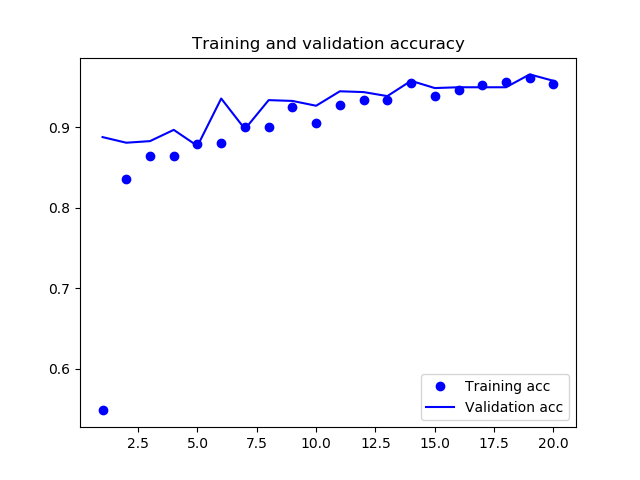 Training and validation accuracy
0.9
0.8
0.7
0.6
Training acc
Validation acc
2.5 5.0 7.5 10.0 12.5 15.0 17.5 20.0